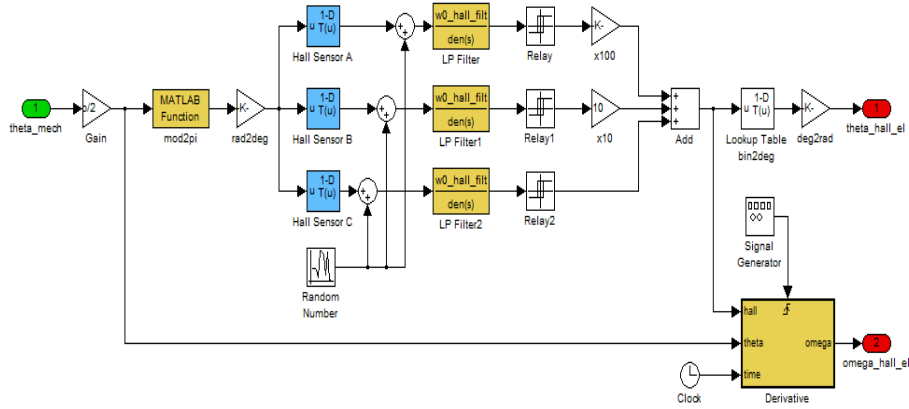 1-D
u T(u)
Hall Sensor A
w0_hall_filt
den(s)
LP Filter
Relay
K-
x100
1
theta_mech
p/2
Gain
MATLAB
Function
mod2pi
K-
rad2deg
1-D
u T(u)
Hall Sensor B
w0_hall_filt
den(s)
LP Filter1
Relay1
10
x10
Add
1-D
u T(u)
Lookup Table
bin2deg
K-
deg2rad
1
theta_hall_el
1-D
u T(u)
Hall Sensor C
w0_hall_filt
den(s)
LP Filter2
Relay2
Random
Number
Signal
Generator
hall
theta
omega
time
Derivative
2
omega_hall_el
Clock